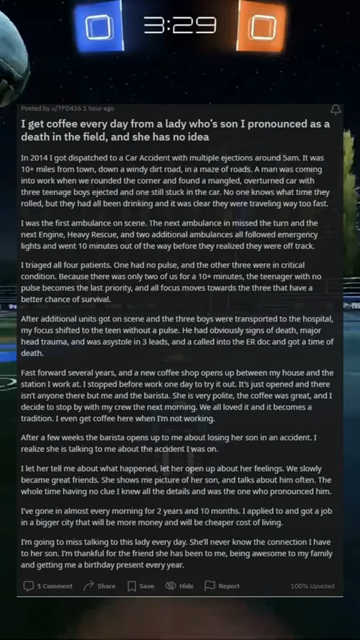 3:29
Posted by u/TFD436 1 hour ago
I get coffee every day from a lady who's son I pronounced as a
death in the field, and she has no idea
In 2014 I got dispatched to a Car Accident with multiple ejections around 5am. It was
10+ miles from town, down a windy dirt road, in a maze of roads. A man was coming
into work when we rounded the corner and found a mangled, overturned car with
three teenage boys ejected and one still stuck in the car. No one knows what time they
rolled, but they had all been drinking and it was clear they were traveling way too fast.
I was the first ambulance on scene. The next ambulance in missed the turn and the
next Engine, Heavy Rescue, and two additional ambulances all followed emergency
lights and went 10 minutes out of the way before they realized they were off track.
I triaged all four patients. One had no pulse, and the other three were in critical
condition. Because there was only two of us for a 10+ minutes, the teenager with no
pulse becomes the last priority, and all focus moves towards the three that have a
better chance of survival.
After additional units got on scene and the three boys were transported to the hospital,
my focus shifted to the teen without a pulse. He had obviously signs of death, major
head trauma, and was asystole in 3 leads, and a called into the ER doc and got a time of
death.
Fast forward several years, and a new coffee shop opens up between my house and the
station I work at. I stopped before work one day to try it out. It's just opened and there
isn't anyone there but me and the barista. She is very polite, the coffee was great, and I
decide to stop by with my crew the next morning. We all loved it and it becomes a
tradition. I even get coffee here when I'm not working.
After a few weeks the barista opens up to me about losing her son in an accident. I
realize she is talking to me about the accident I was on.
I let her tell me about what happened, let her open up about her feelings. We slowly
became great friends. She shows me picture of her son, and talks about him often. The
whole time having no clue I knew all the details and was the one who pronounced him.
I've gone in almost every morning for 2 years and 10 months. I applied to and got a job
in a bigger city that will be more money and will be cheaper cost of living.
I'm going to miss talking to this lady every day. She'll never know the connection I have
to her son. I'm thankful for the friend she has been to me, being awesome to my family
and getting me a birthday present every year.
1 Comment Share Save Hide Report 100% Upvoted